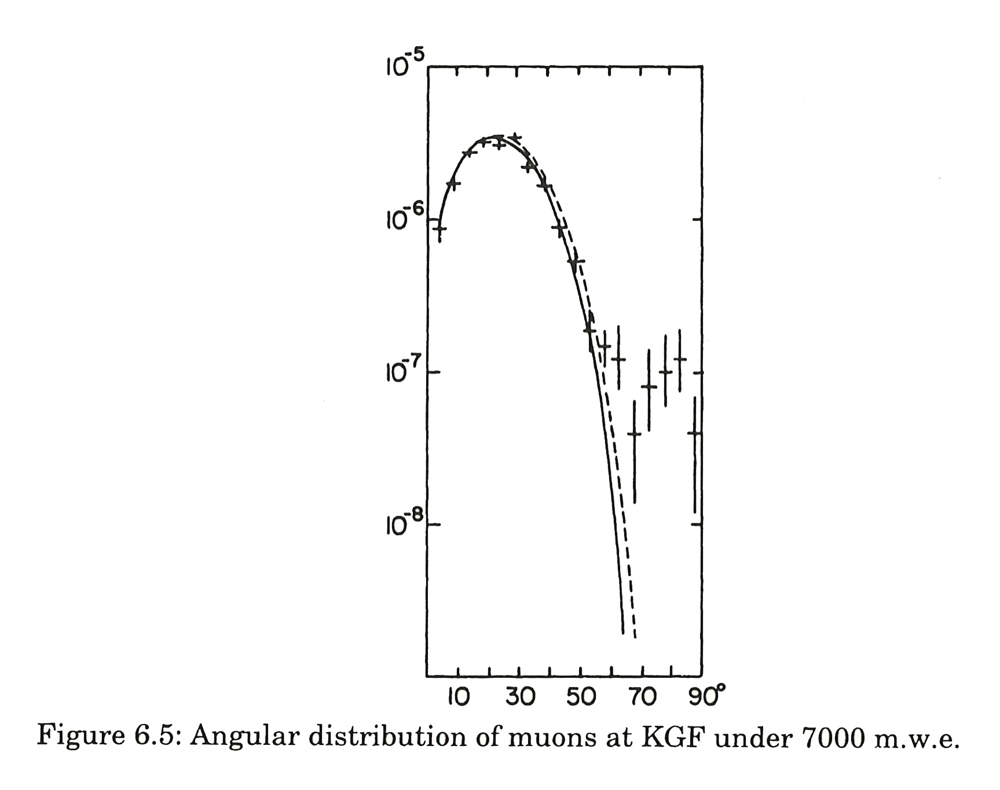 10⁻⁵
10⁻⁶
10⁻⁷
10⁻⁸
10 30 50 70 90°
Figure 6.5: Angular distribution of muons at KGF under 7000 m.w.e.